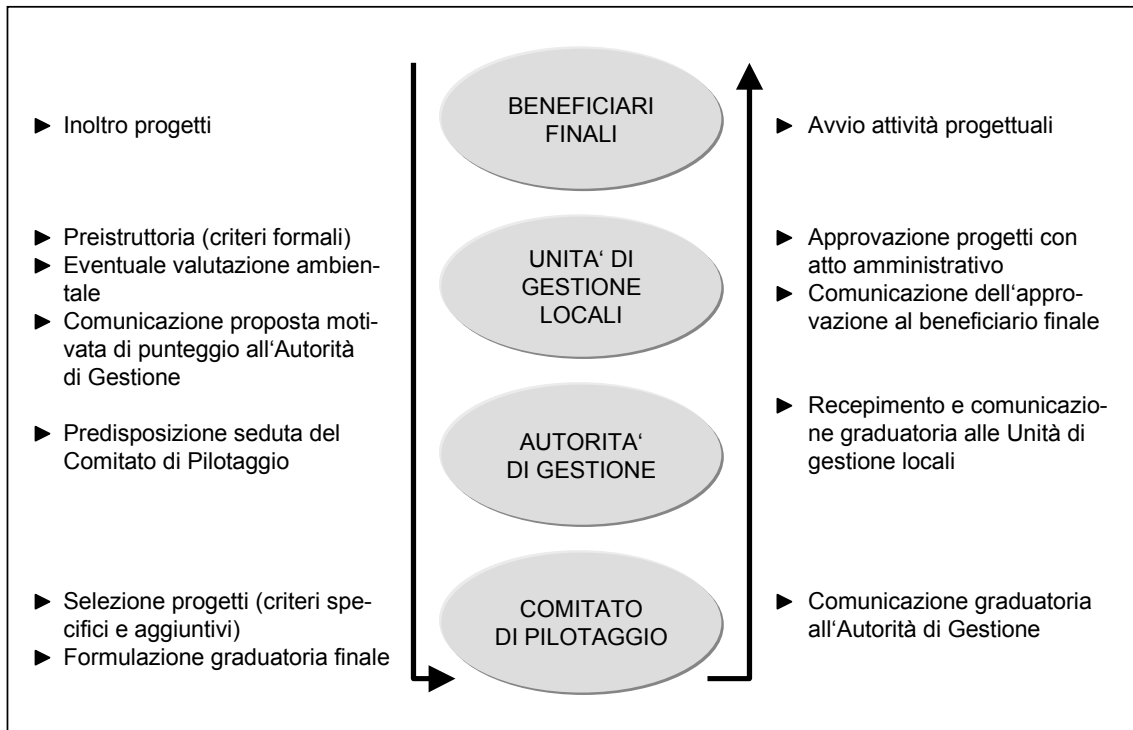 BENEFICIARI
FINALI
► Inoltro progetti
► Avvio attività progettuali
► Preistruttoria (criteri formali)
► Eventuale valutazione ambien-
tale
► Comunicazione proposta moti-
vata di punteggio all‘Autorità
di Gestione
UNITA‘ DI
GESTIONE
LOCALI
► Approvazione progetti con
atto amministrativo
► Comunicazione dell‘appro-
vazione al beneficiario finale
► Predisposizione seduta del
Comitato di Pilotaggio
AUTORITA‘
DI GESTIONE
► Recepimento e comunicazio-
ne graduatoria alle Unità di
gestione locali
► Selezione progetti (criteri spe-
cifici e aggiuntivi)
► Formulazione graduatoria finale
COMITATO
DI PILOTAGGIO
► Comunicazione graduatoria
all‘Autorità di Gestione